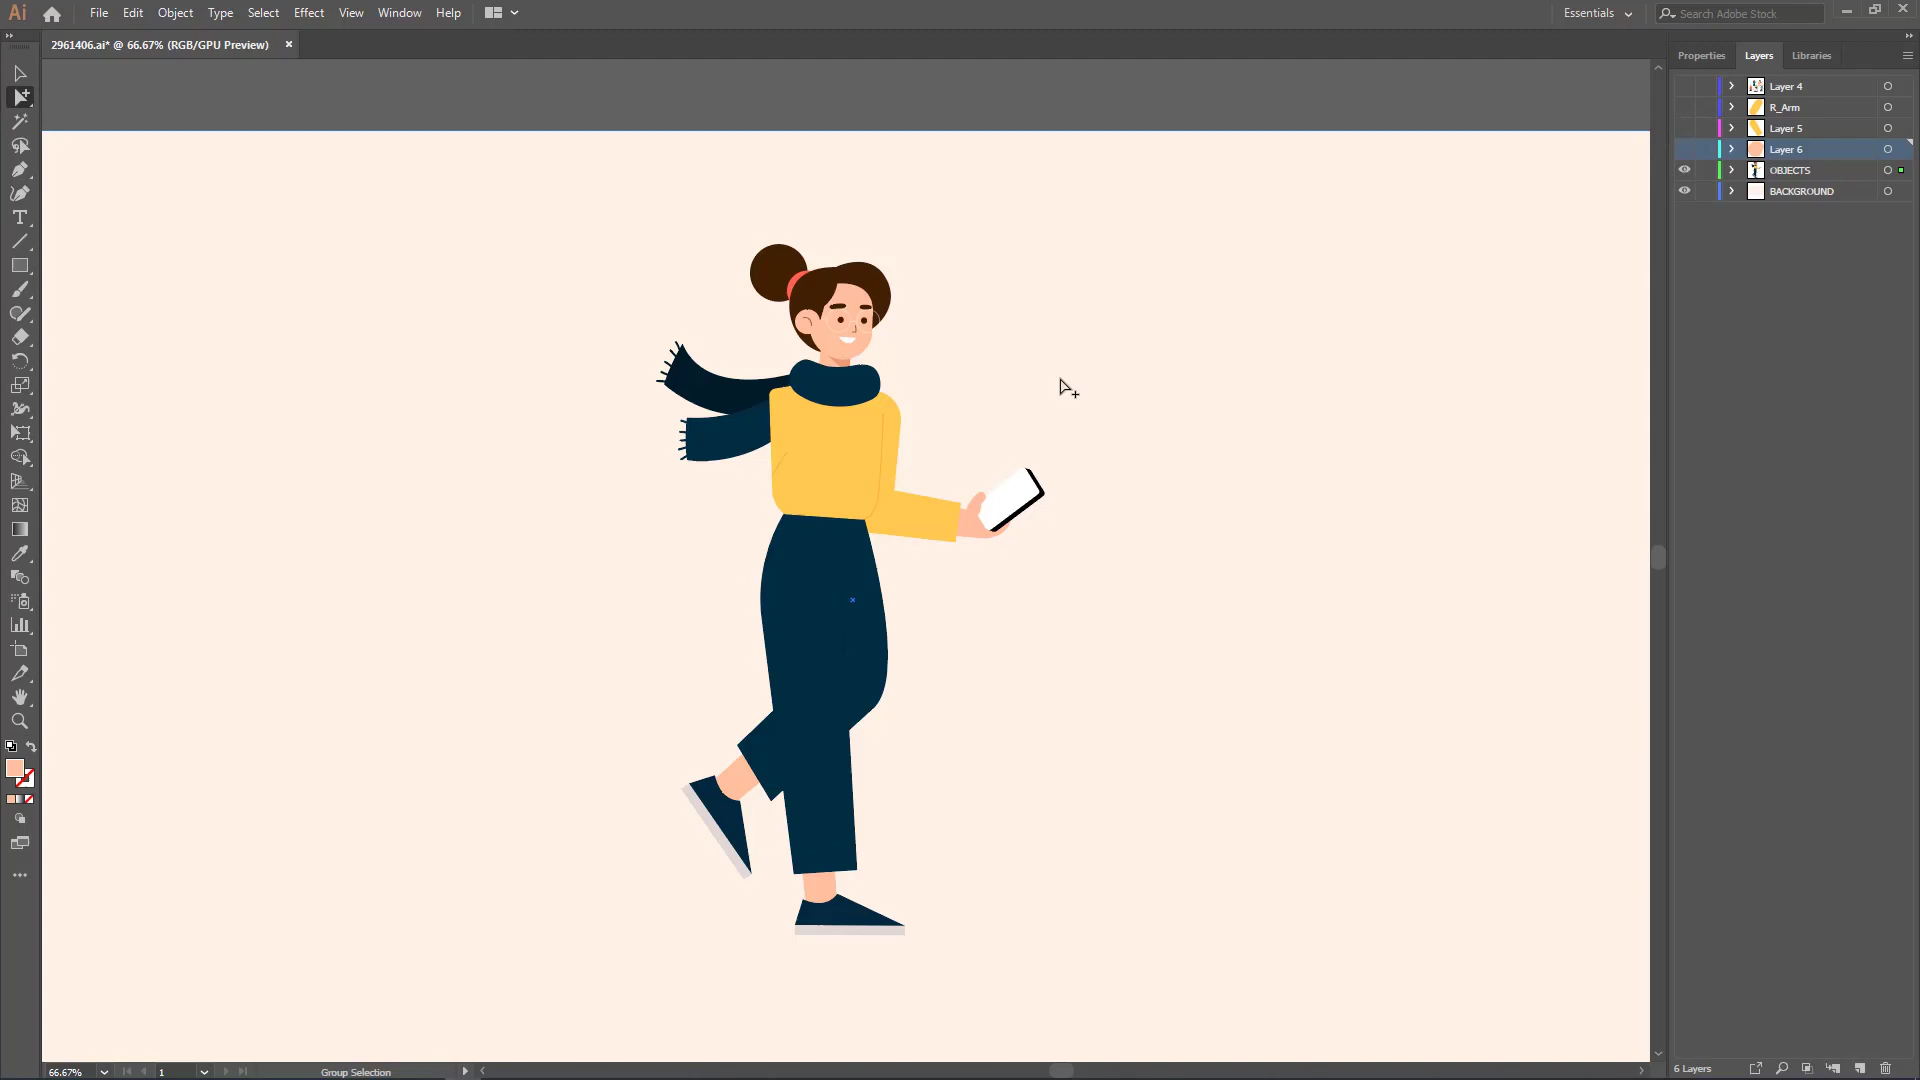 Ai File Edit Object Type Select Effect View Window Help
Essentials Search Adobe Stock
2961406.ai* @ 66.67% (RGB/GPU Preview) ×
Properties Layers Libraries
Layer 4
R_Arm
Layer 5
Layer 6
OBJECTS
BACKGROUND
66.67% 1 Group Selection
6 Layers